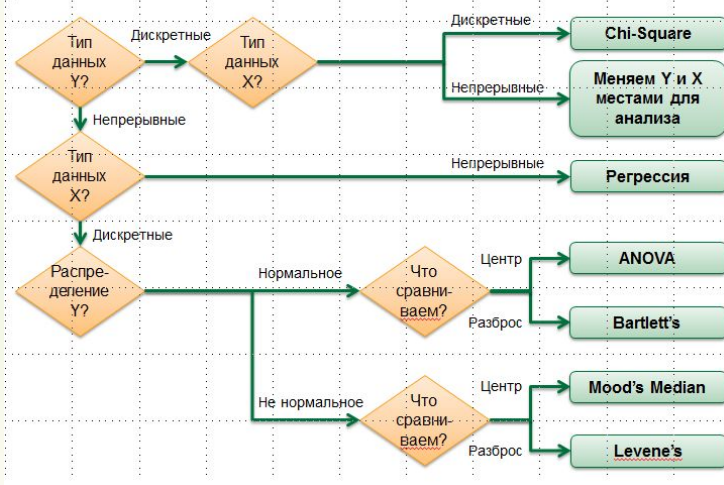 Тип
данных
Y?
Дискретные
Тип
данных
X?
Дискретные
Chi-Square
Непрерывные
Меняем Y и X
местами для
анализа
Непрерывные
Тип
данных
X?
Непрерывные
Регрессия
Дискретные
Распре-
деление
Y?
Нормальное
Что
сравни-
ваем?
Центр
ANOVA
Разброс
Bartlett's
Не нормальное
Что
сравни-
ваем?
Центр
Mood's Median
Разброс
Levene's